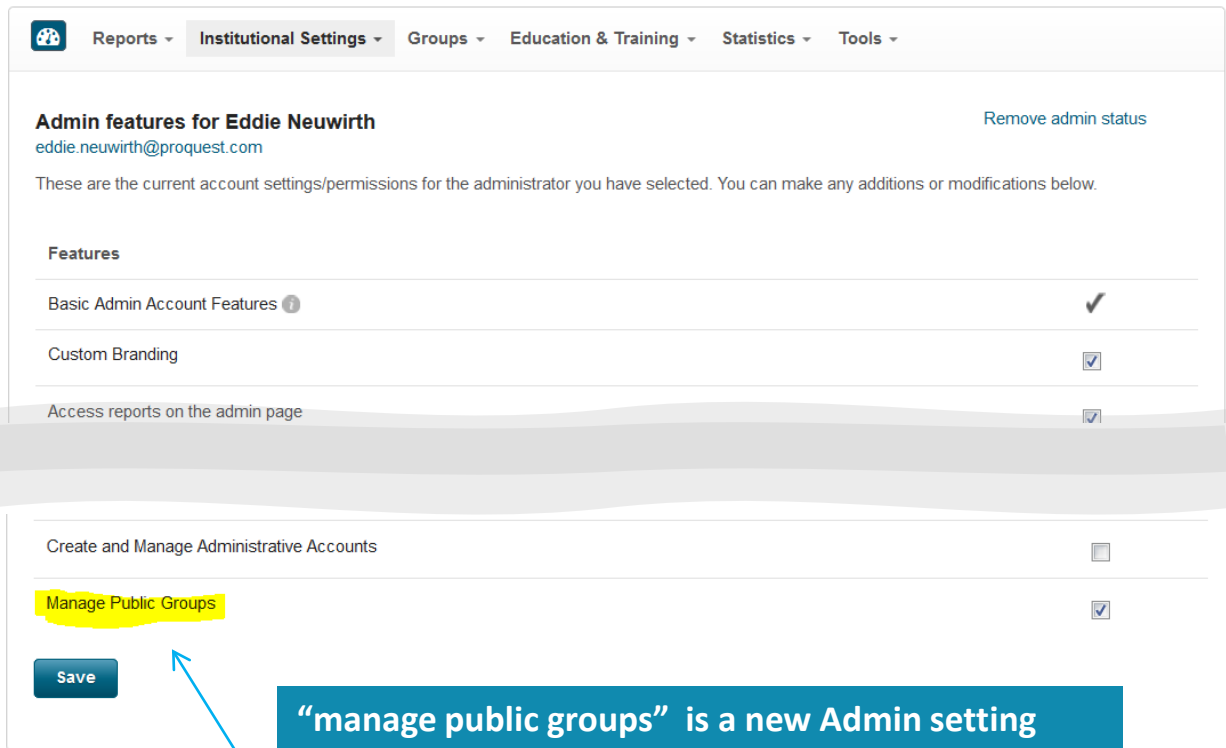 Reports Institutional Settings Groups Education & Training Statistics Tools
Admin features for Eddie Neuwirth
Remove admin status
eddie.neuwirth@proquest.com
These are the current account settings/permissions for the administrator you have selected. You can make any additions or modifications below.
Features
Basic Admin Account Features
Custom Branding
Access reports on the admin page
Create and Manage Administrative Accounts
Manage Public Groups
Save
“manage public groups” is a new Admin setting